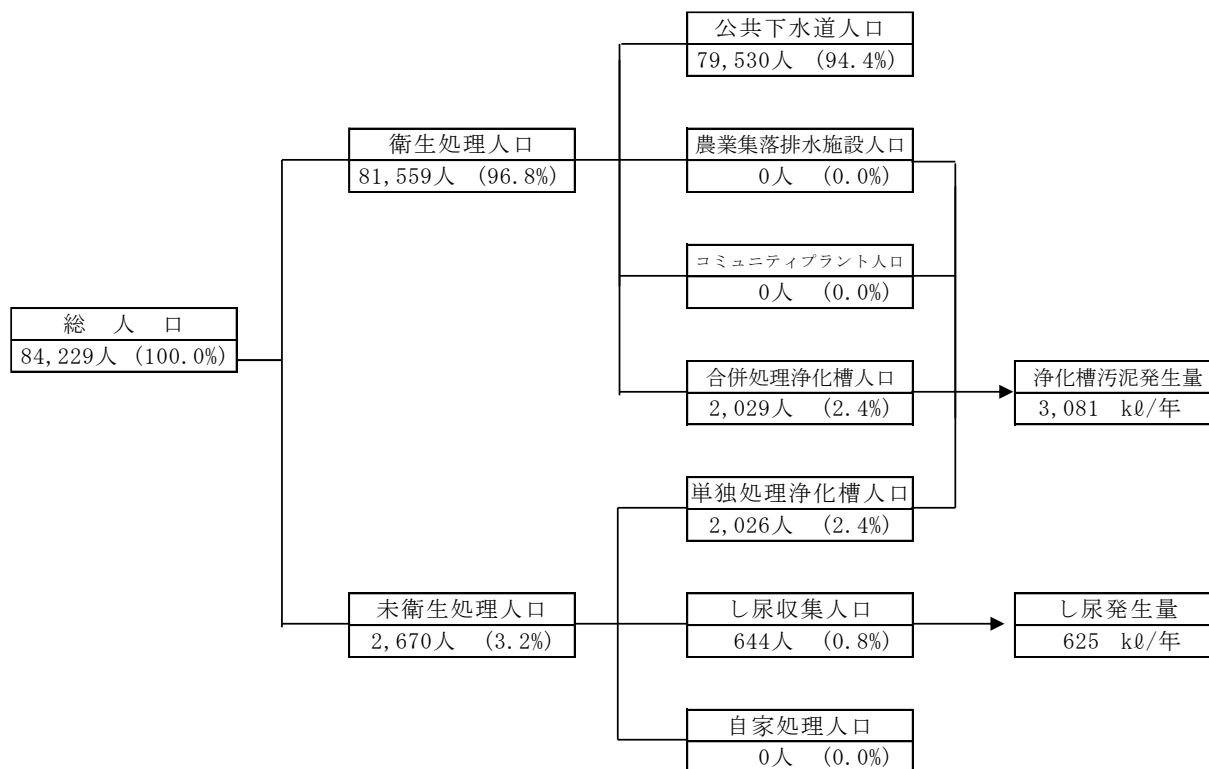 公共下水道人口
79,530人 (94.4%)
衛生処理人口
81,559人 (96.8%)
農業集落排水施設人口
0人 (0.0%)
コミュニティプラント人口
0人 (0.0%)
総 人 口
84,229人 (100.0%)
合併処理浄化槽人口
2,029人 (2.4%)
浄化槽汚泥発生量
3,081 kℓ/年
単独処理浄化槽人口
2,026人 (2.4%)
未衛生処理人口
2,670人 (3.2%)
し尿収集人口
644人 (0.8%)
し尿発生量
625 kℓ/年
自家処理人口
0人 (0.0%)